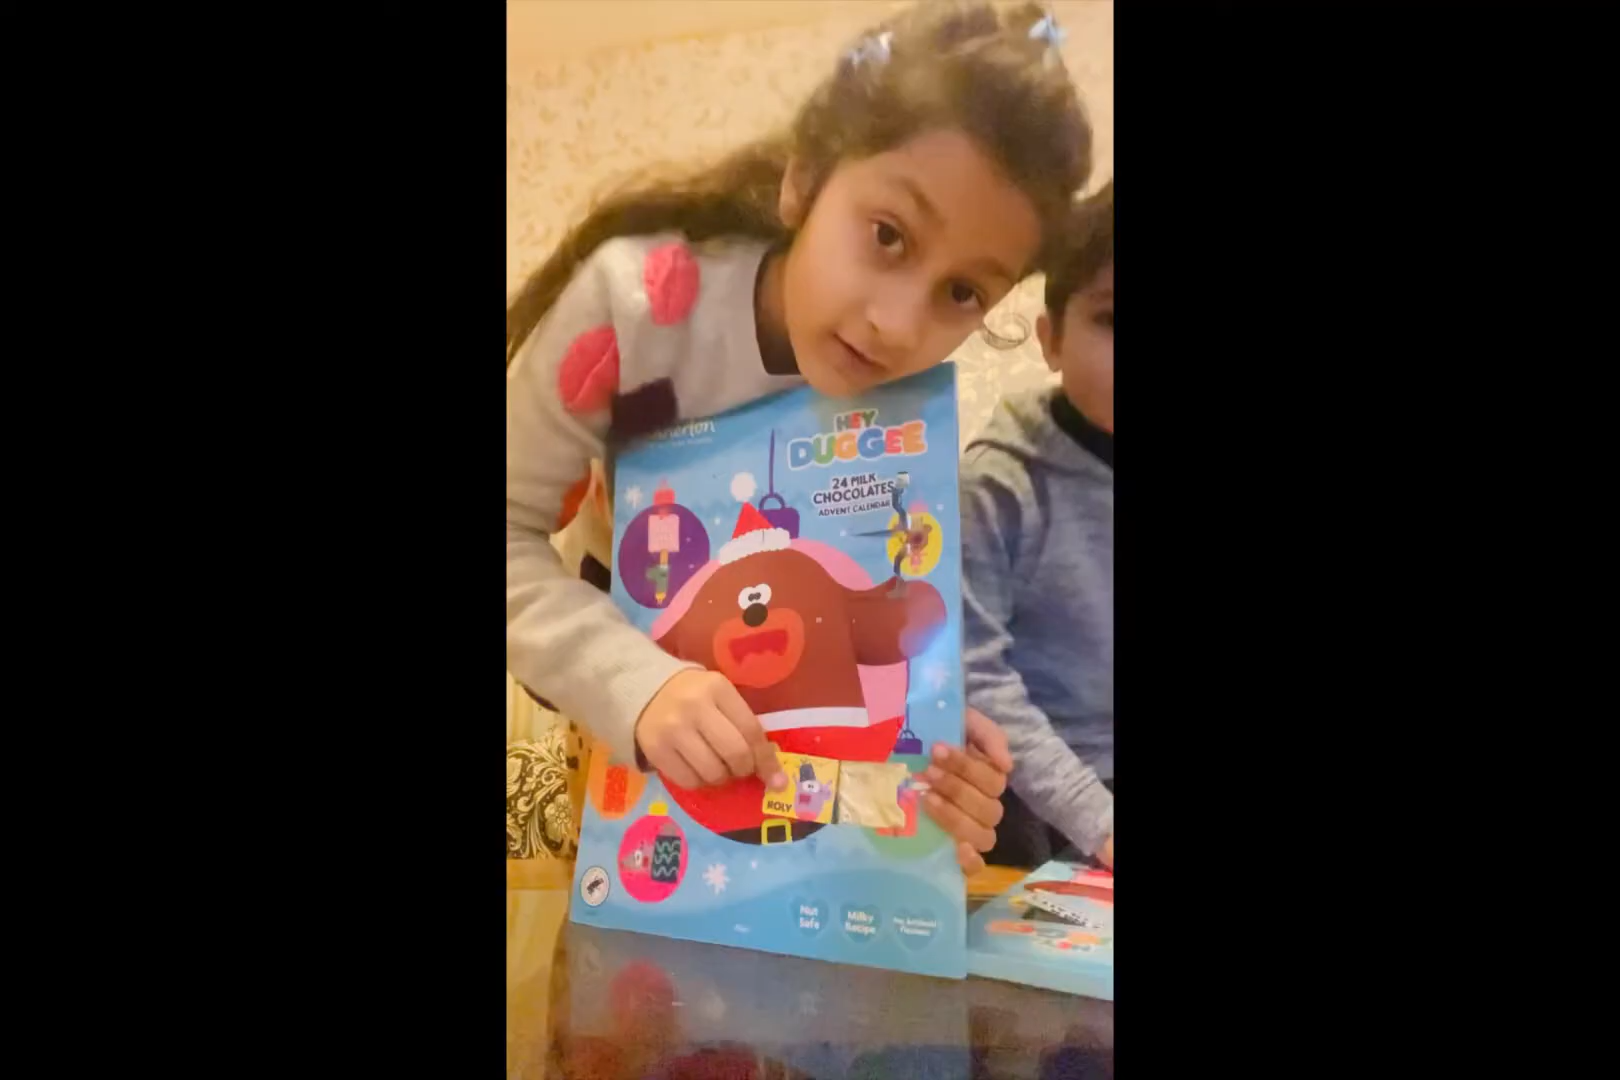 HEY
DUGGEE
24 MILK
CHOCOLATES
ADVENT CALENDAR
ROLY
Nut
Safe
Milky
Recipe